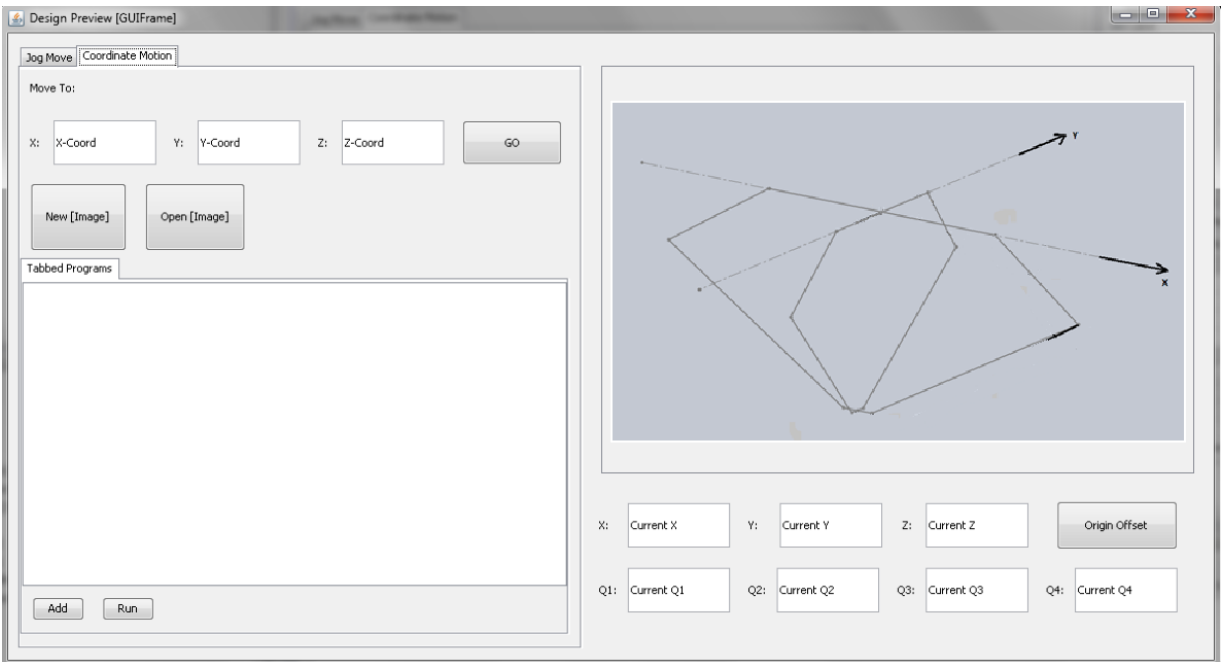 Design Preview [GUIFrame]
Jog Move Coordinate Motion
Move To:
X: X-Coord Y: Y-Coord Z: Z-Coord GO
New [Image] Open [Image]
Tabbed Programs
Add Run
Y
X
X: Current X Y: Current Y Z: Current Z Origin Offset
Q1: Current Q1 Q2: Current Q2 Q3: Current Q3 Q4: Current Q4